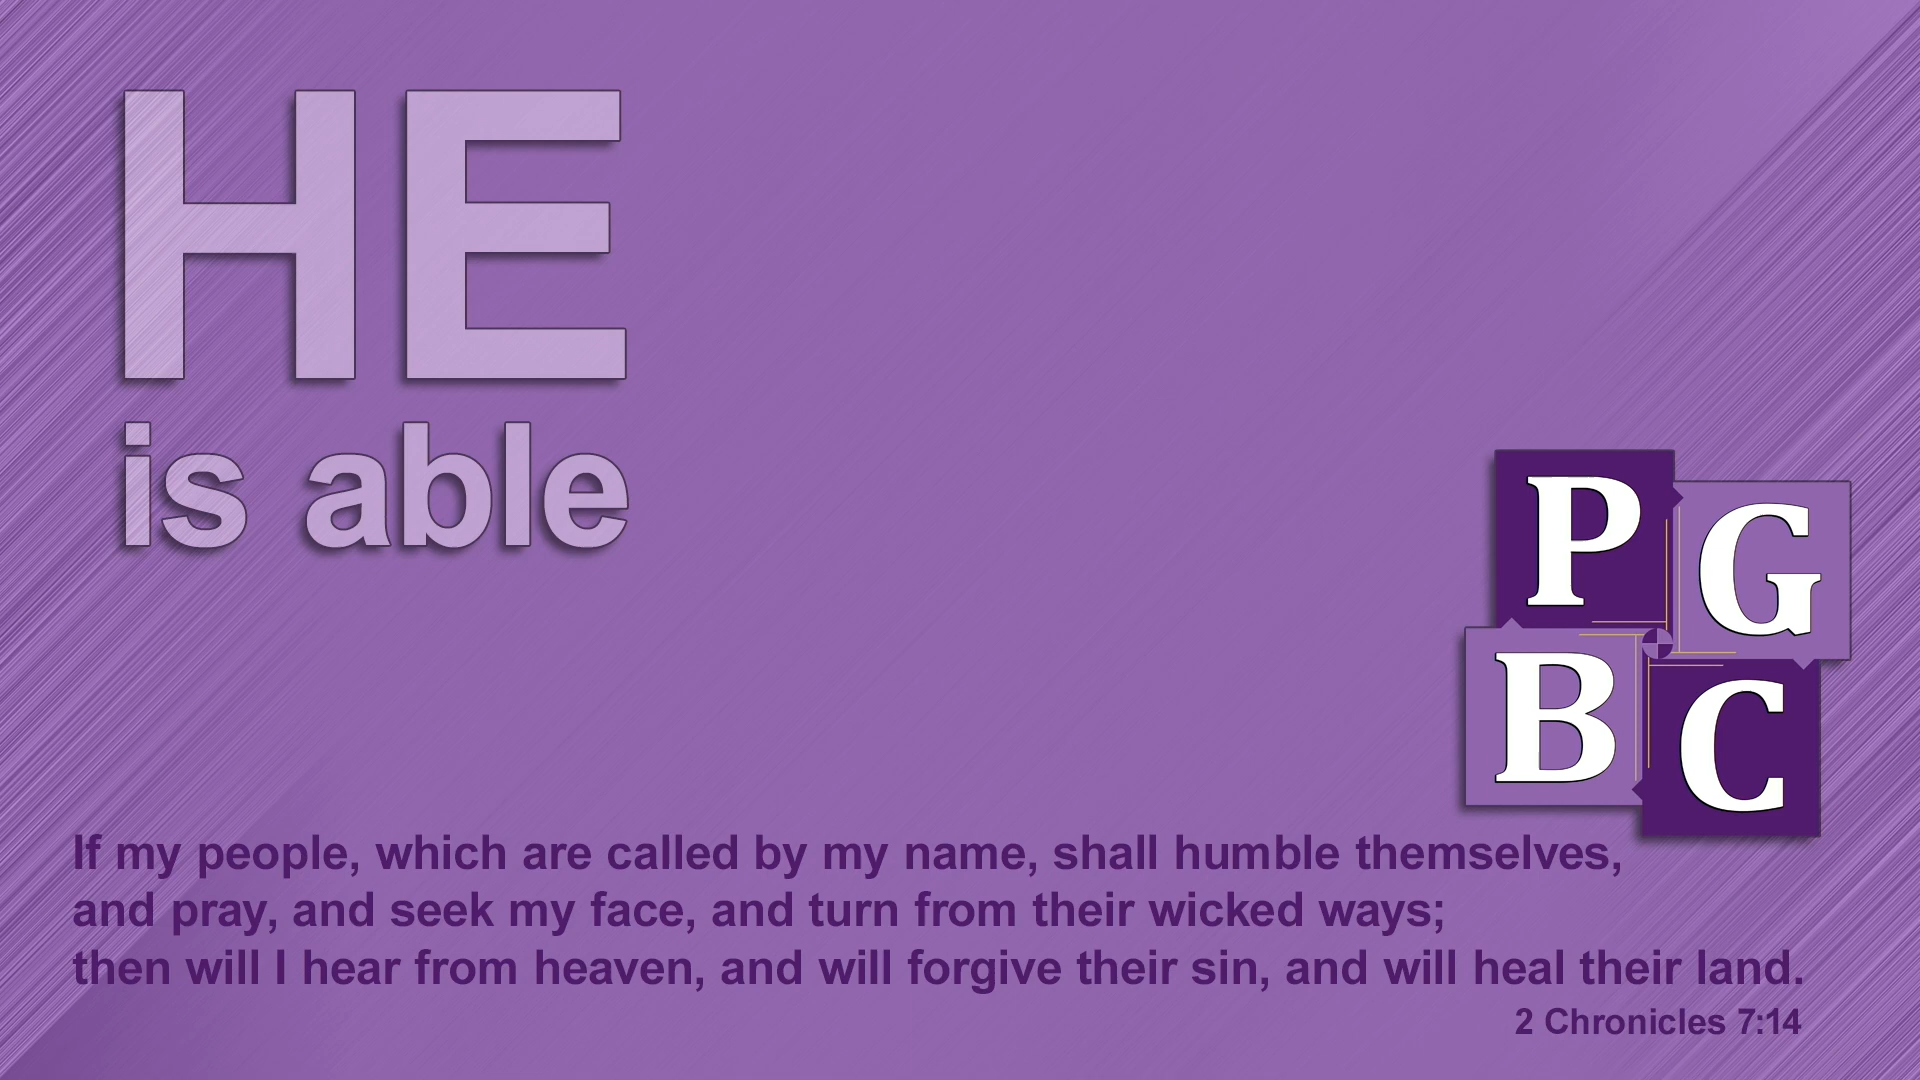 HE
is able
P G
B C
If my people, which are called by my name, shall humble themselves,
and pray, and seek my face, and turn from their wicked ways;
then will I hear from heaven, and will forgive their sin, and will heal their land.
2 Chronicles 7:14